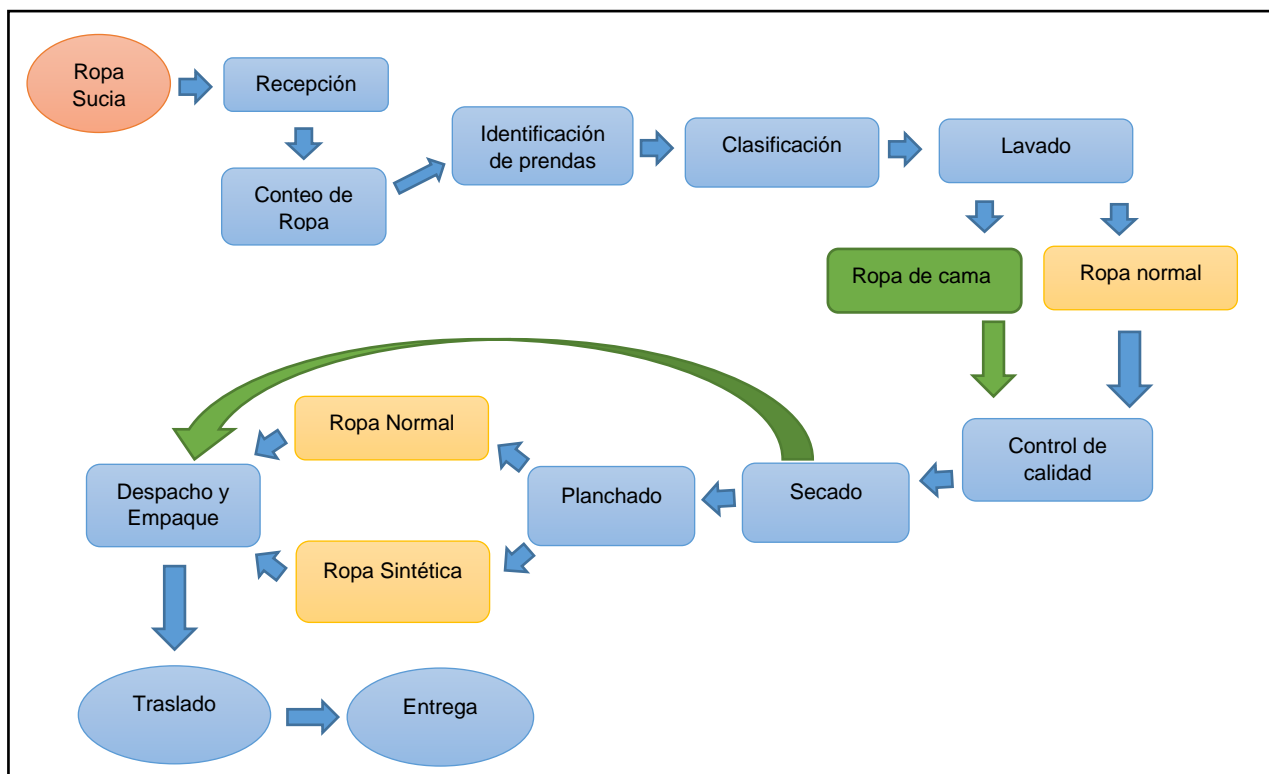 Ropa
Sucia
Recepción
Conteo de
Ropa
Identificación
de prendas
Clasificación
Lavado
Ropa de cama
Ropa normal
Control de
calidad
Secado
Planchado
Ropa Normal
Ropa Sintética
Despacho y
Empaque
Traslado
Entrega